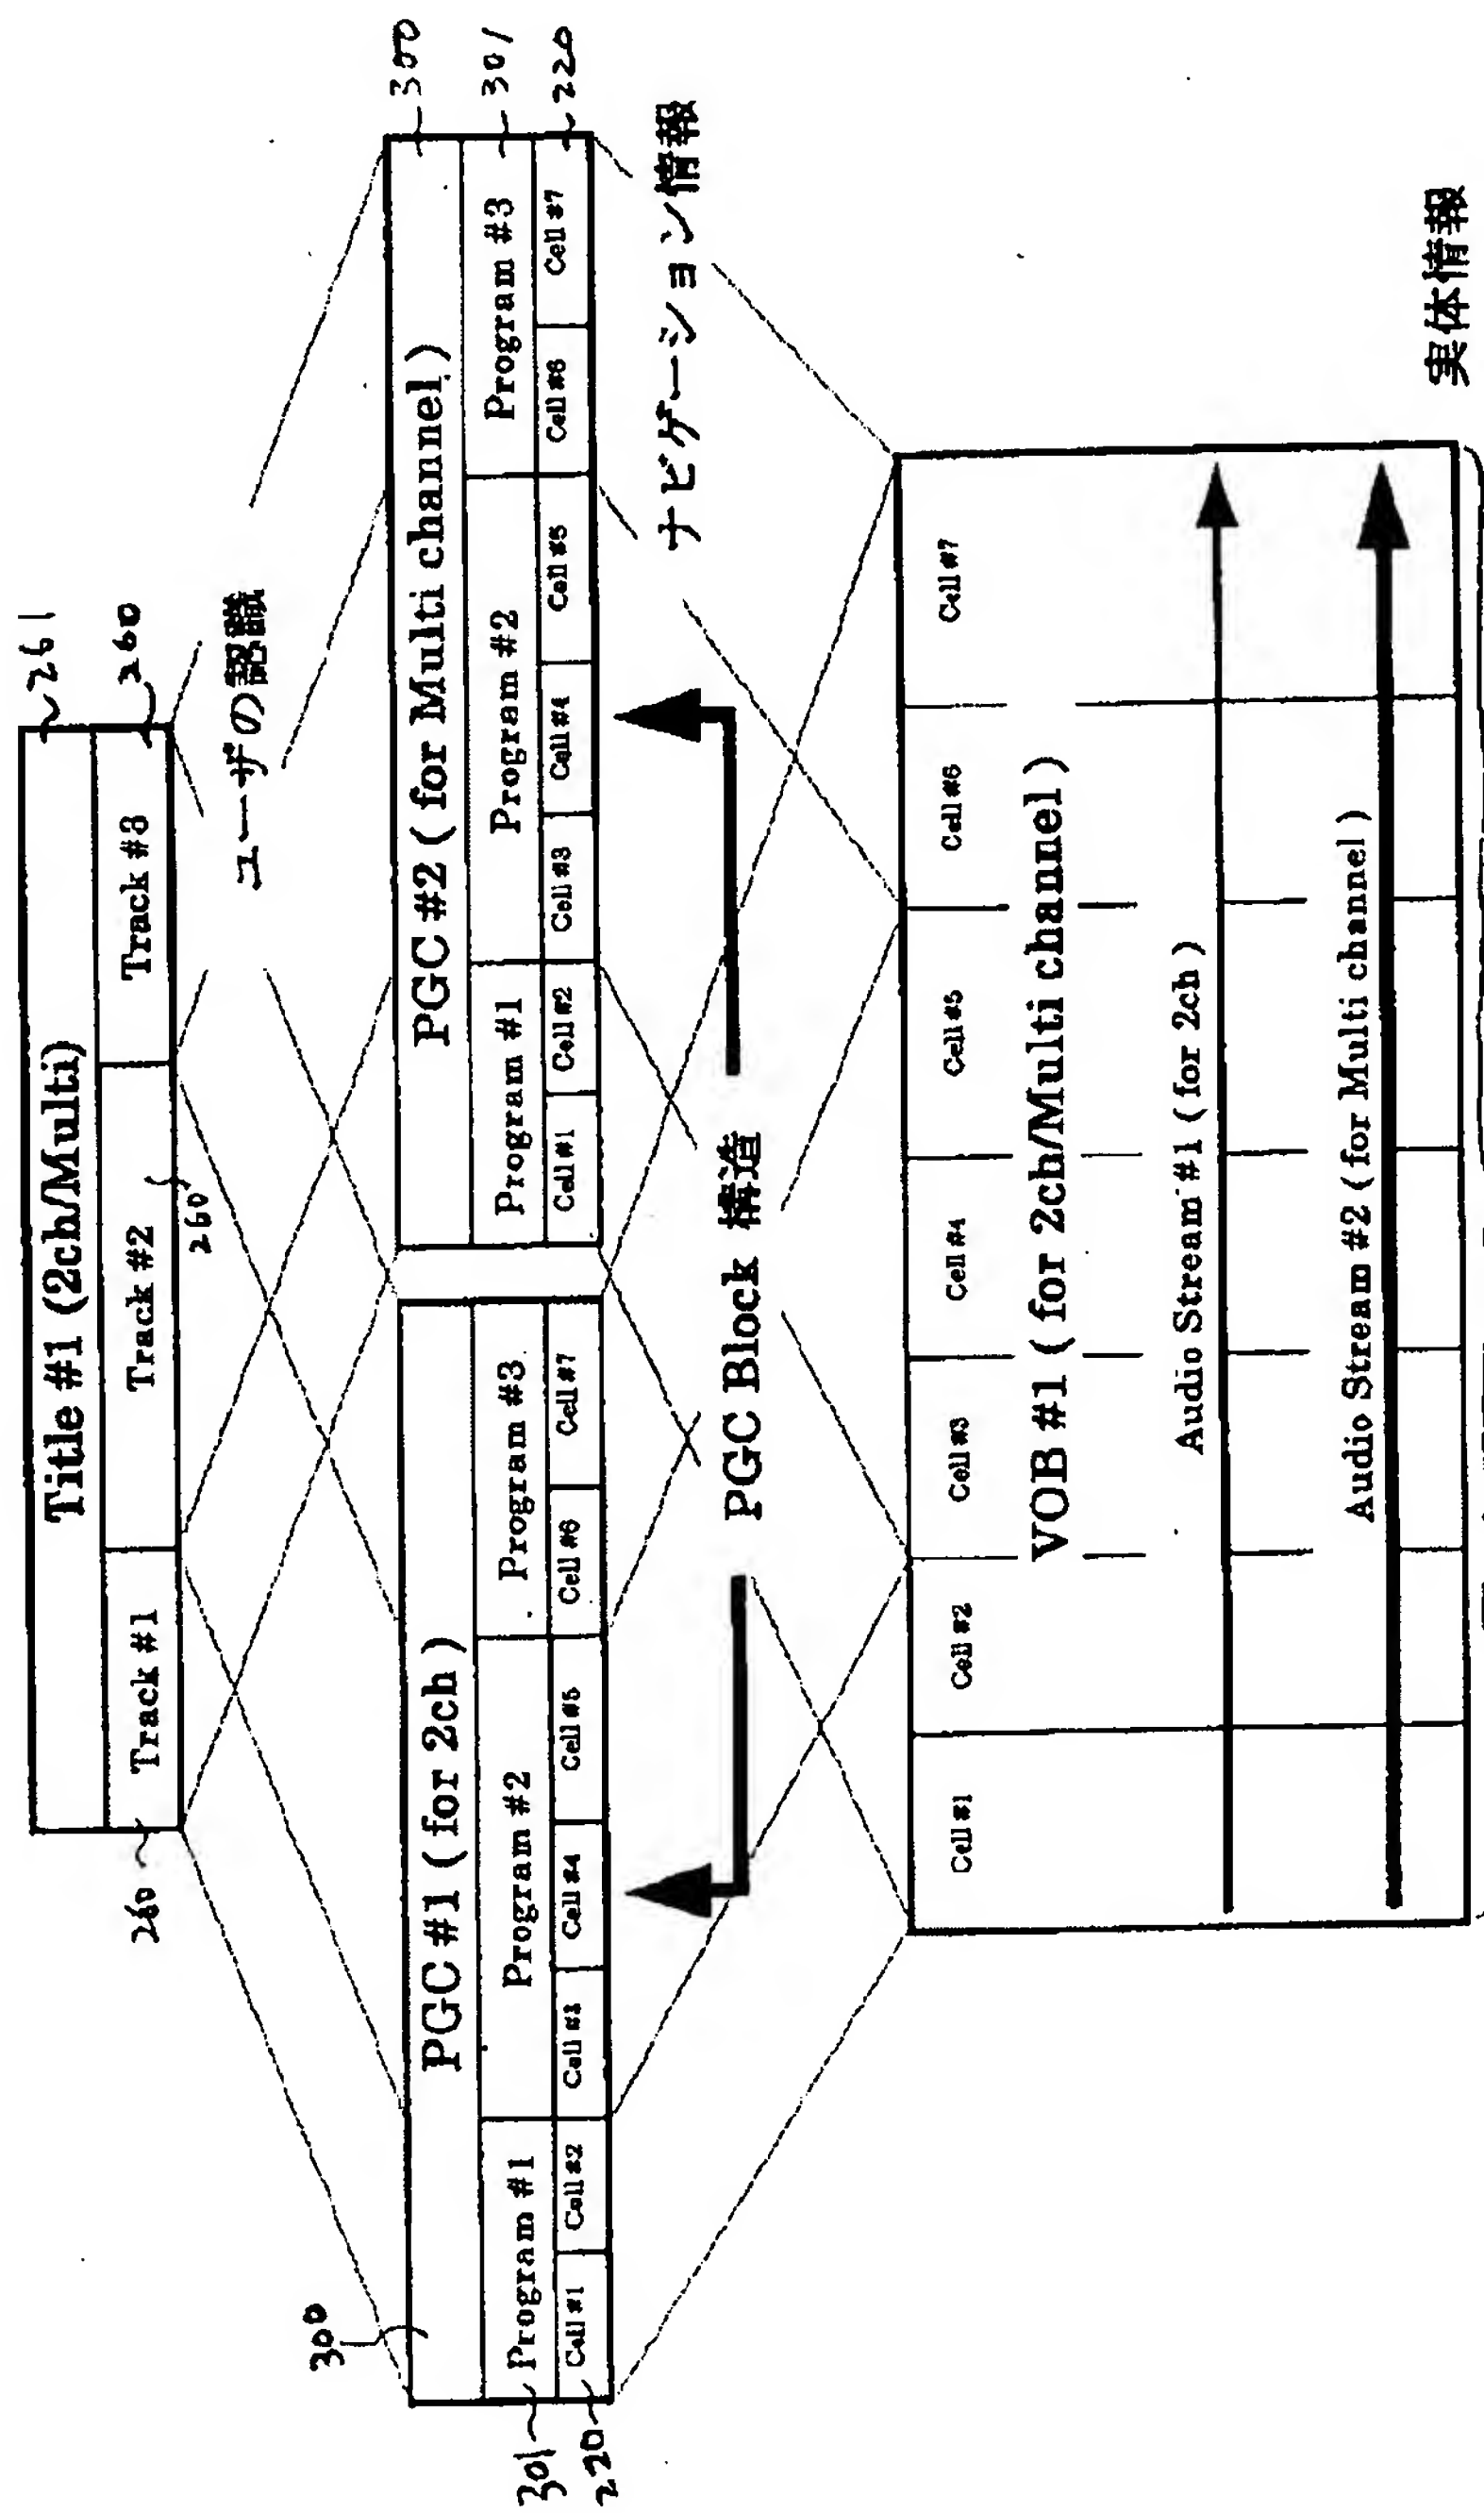 261
Title #1 (2ch/Multi)
260
Track #1
Track #2
Track #3
260
260
ユーザの認識
300
PGC #1 ( for 2ch )
301
Program #1
Program #2
Program #3
220
Cell #1
Cell #2
Cell #3
Cell #4
Cell #5
Cell #6
Cell #7
300
PGC #2 ( for Multi channel )
301
Program #1
Program #2
Program #3
220
Cell #1
Cell #2
Cell #3
Cell #4
Cell #5
Cell #6
Cell #7
ナビゲーション情報
PGC Block 構造
Cell #1
Cell #2
Cell #3
Cell #4
Cell #5
Cell #6
Cell #7
VOB #1 ( for 2ch/Multi channel )
Audio Stream #1 ( for 2ch )
Audio Stream #2 ( for Multi channel )
実体情報